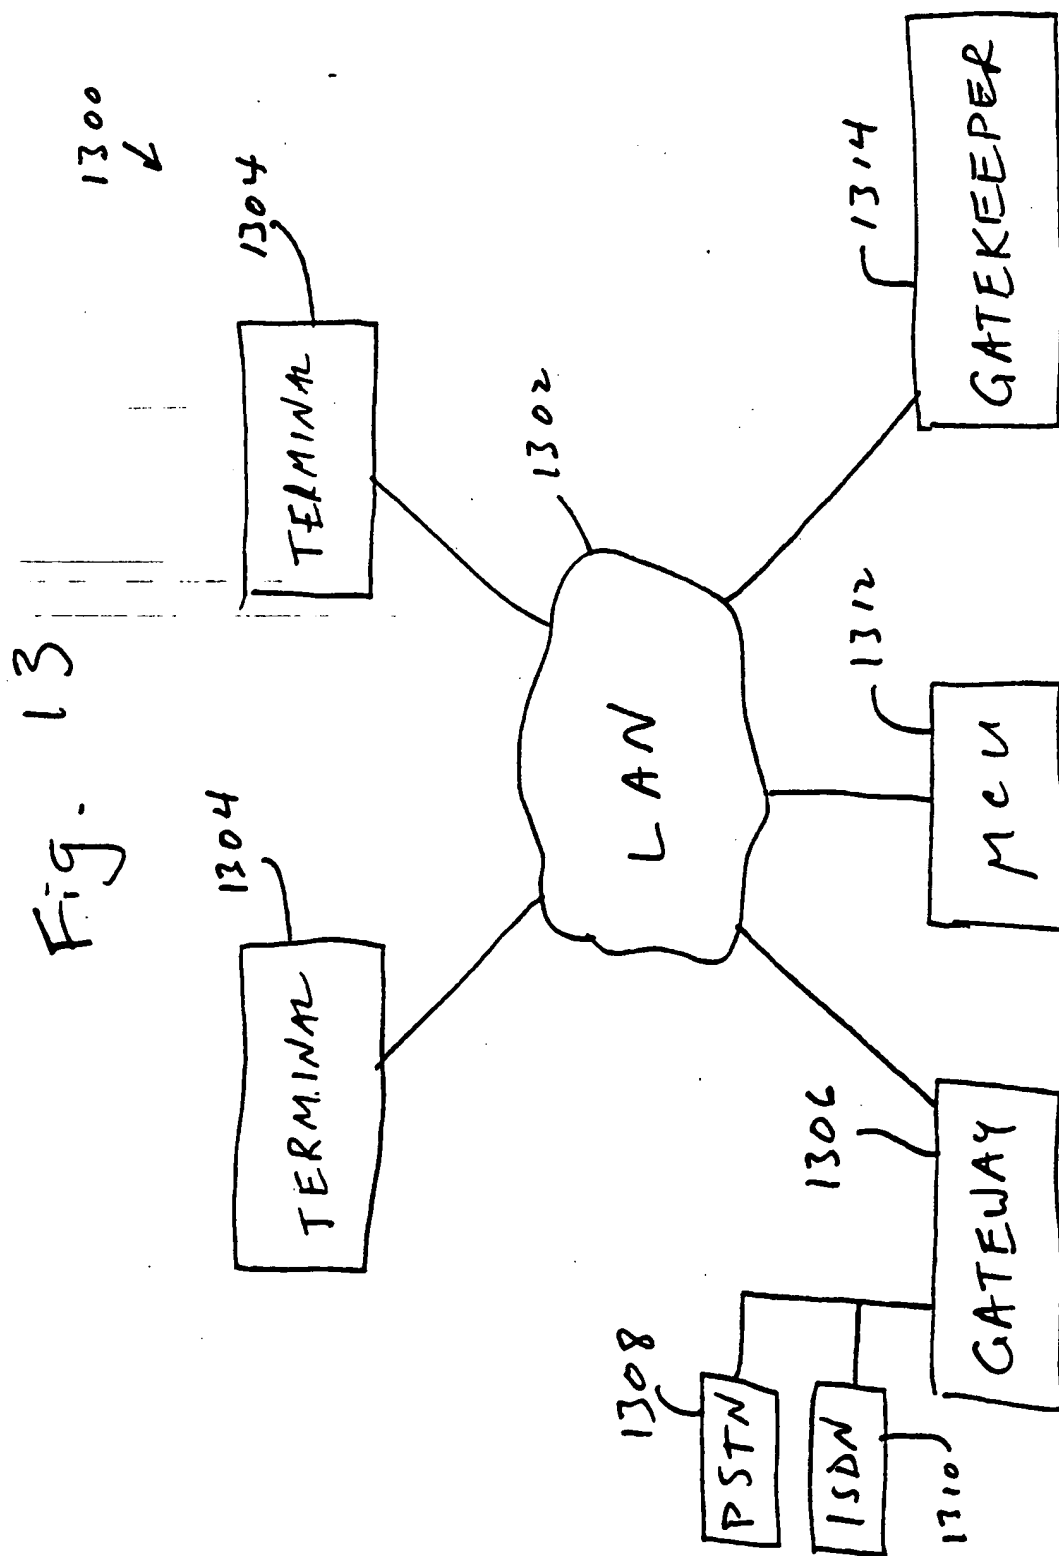 Fig. 13
1300
TERMINAL
1304
TERMINAL
1304
LAN
1302
PSTN
1308
ISDN
1310
GATEWAY
1306
MCU
1312
GATEKEEPER
1314